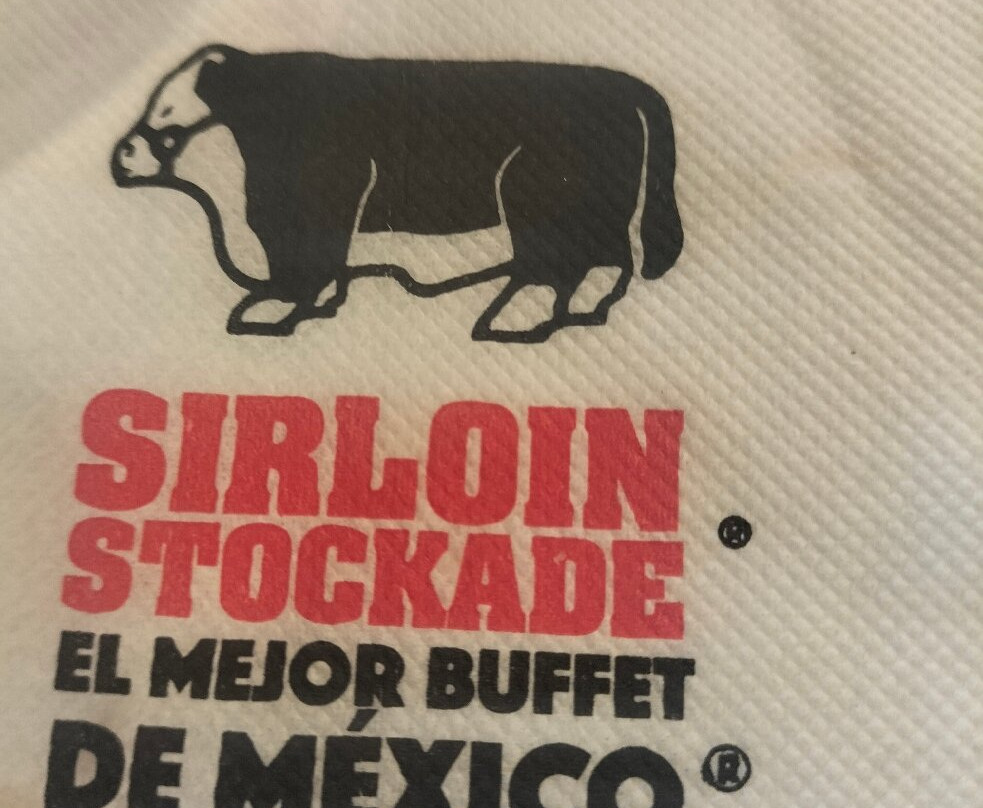 SIRLOIN
STOCKADE ®
EL MEJOR BUFFET
DE MÉXICO ®